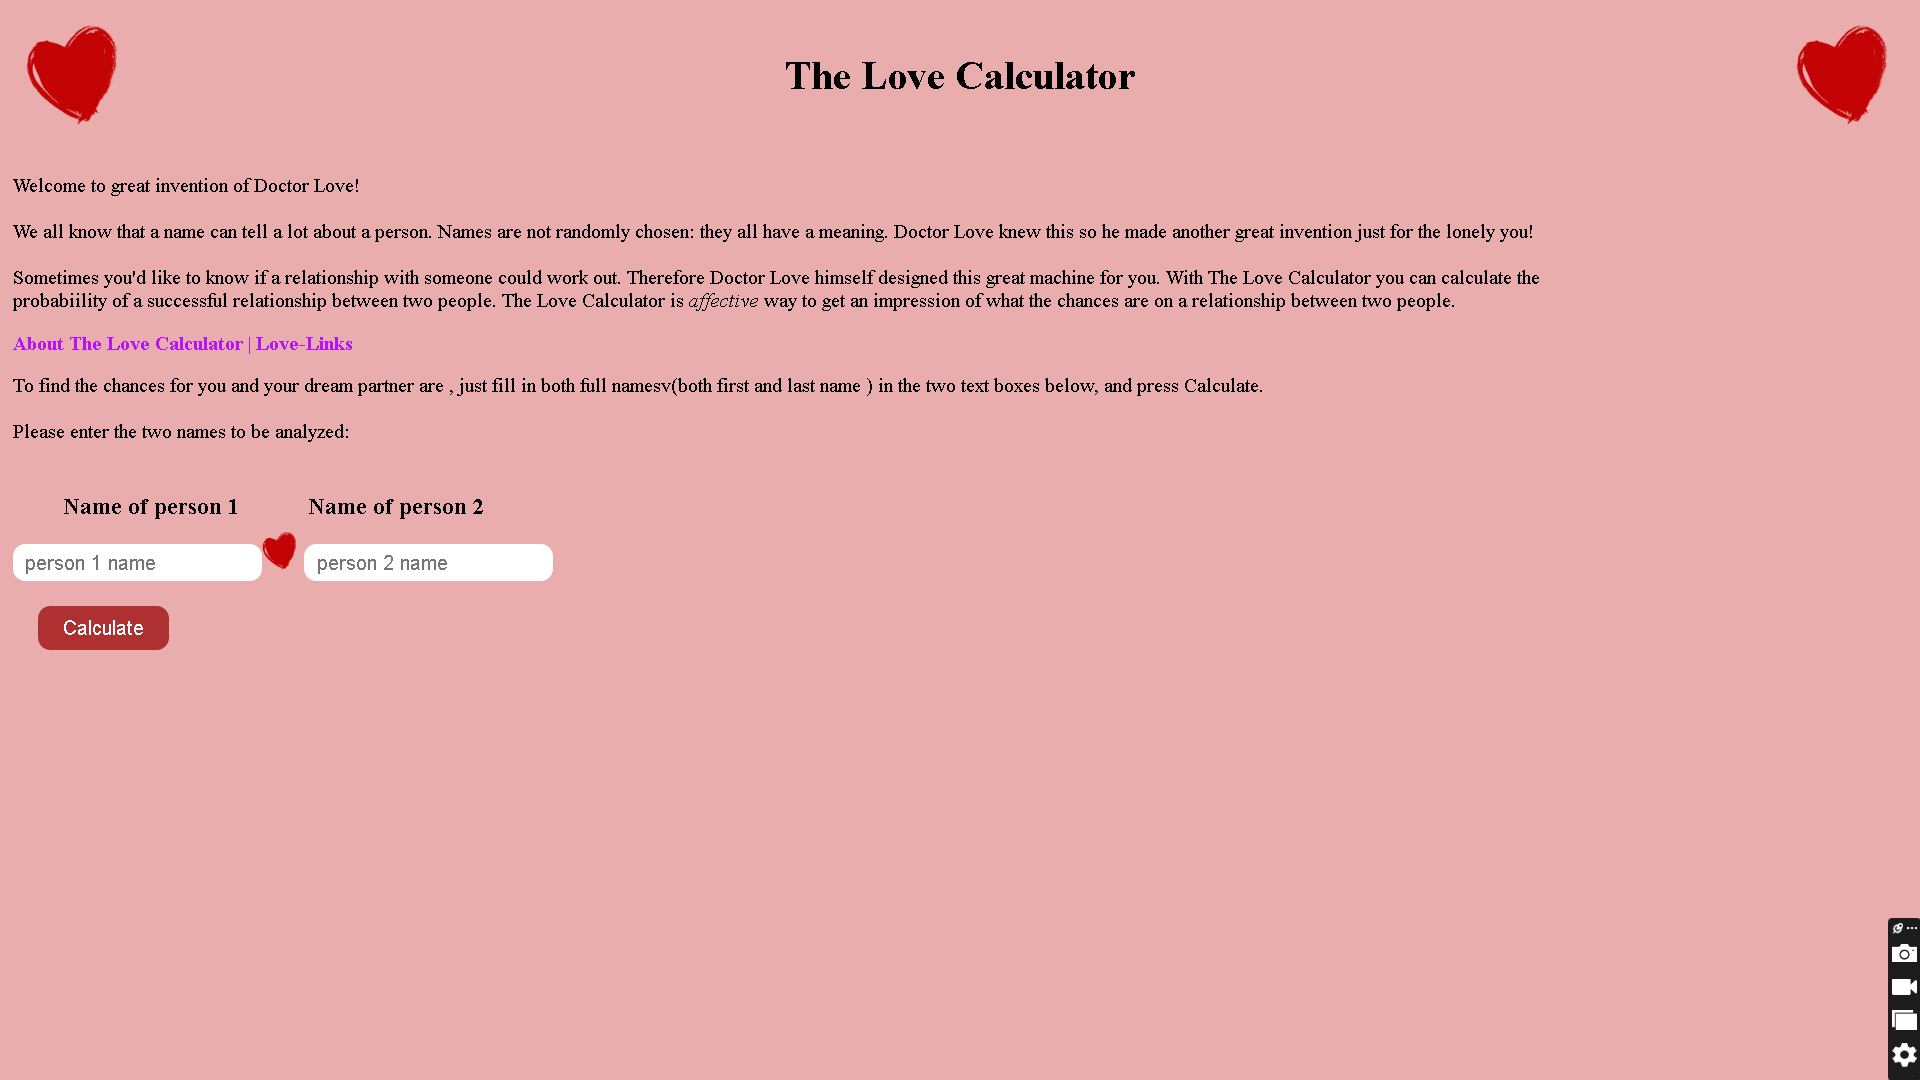 The Love Calculator
Welcome to great invention of Doctor Love!
We all know that a name can tell a lot about a person. Names are not randomly chosen: they all have a meaning. Doctor Love knew this so he made another great invention just for the lonely you!
Sometimes you'd like to know if a relationship with someone could work out. Therefore Doctor Love himself designed this great machine for you. With The Love Calculator you can calculate the
probabiility of a successful relationship between two people. The Love Calculator is affective way to get an impression of what the chances are on a relationship between two people.
About The Love Calculator | Love-Links
To find the chances for you and your dream partner are , just fill in both full namesv(both first and last name ) in the two text boxes below, and press Calculate.
Please enter the two names to be analyzed:
Name of person 1 Name of person 2
person 1 name person 2 name
Calculate